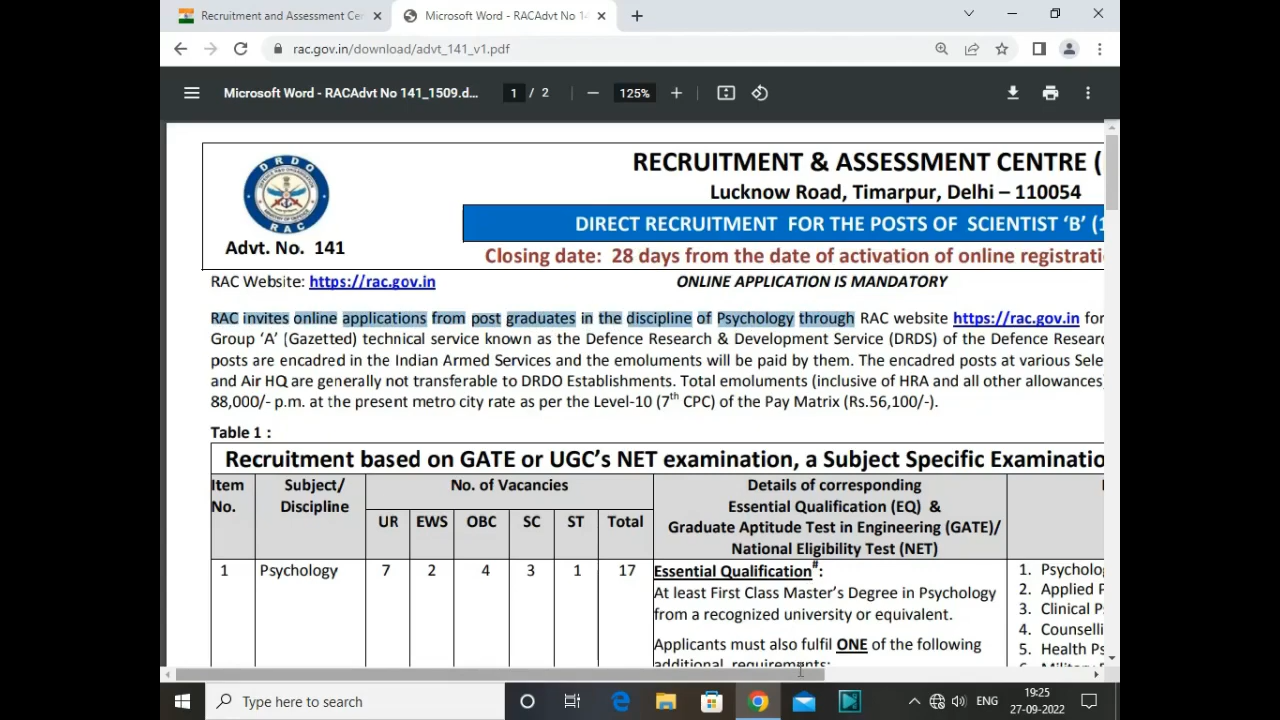 Recruitment and Assessment Ce
Microsoft Word - RACAdvt No 1
rac.gov.in/download/advt_141_v1.pdf
Microsoft Word - RACAdvt No 141_1509.d...
1 / 2
125%
DRDO
RAC
RECRUITMENT & ASSESSMENT CENTRE (
Lucknow Road, Timarpur, Delhi – 110054
DIRECT RECRUITMENT FOR THE POSTS OF SCIENTIST ‘B’ (1
Advt. No. 141
Closing date: 28 days from the date of activation of online registrati
RAC Website: https://rac.gov.in
ONLINE APPLICATION IS MANDATORY
RAC invites online applications from post graduates in the discipline of Psychology through RAC website https://rac.gov.in for
Group ‘A’ (Gazetted) technical service known as the Defence Research & Development Service (DRDS) of the Defence Researc
posts are encadred in the Indian Armed Services and the emoluments will be paid by them. The encadred posts at various Sele
and Air HQ are generally not transferable to DRDO Establishments. Total emoluments (inclusive of HRA and all other allowances)
88,000/- p.m. at the present metro city rate as per the Level-10 (7th CPC) of the Pay Matrix (Rs.56,100/-).
Table 1 :
Recruitment based on GATE or UGC’s NET examination, a Subject Specific Examinatio
Item No.
Subject/ Discipline
No. of Vacancies
UR EWS OBC SC ST Total
Details of corresponding
Essential Qualification (EQ) &
Graduate Aptitude Test in Engineering (GATE)/
National Eligibility Test (NET)
1 Psychology 7 2 4 3 1 17
Essential Qualification#:
At least First Class Master’s Degree in Psychology
from a recognized university or equivalent.
Applicants must also fulfil ONE of the following
additional requirements:
1. Psycholog
2. Applied P
3. Clinical P
4. Counselli
5. Health Ps
Type here to search
ENG
19:25
27-09-2022